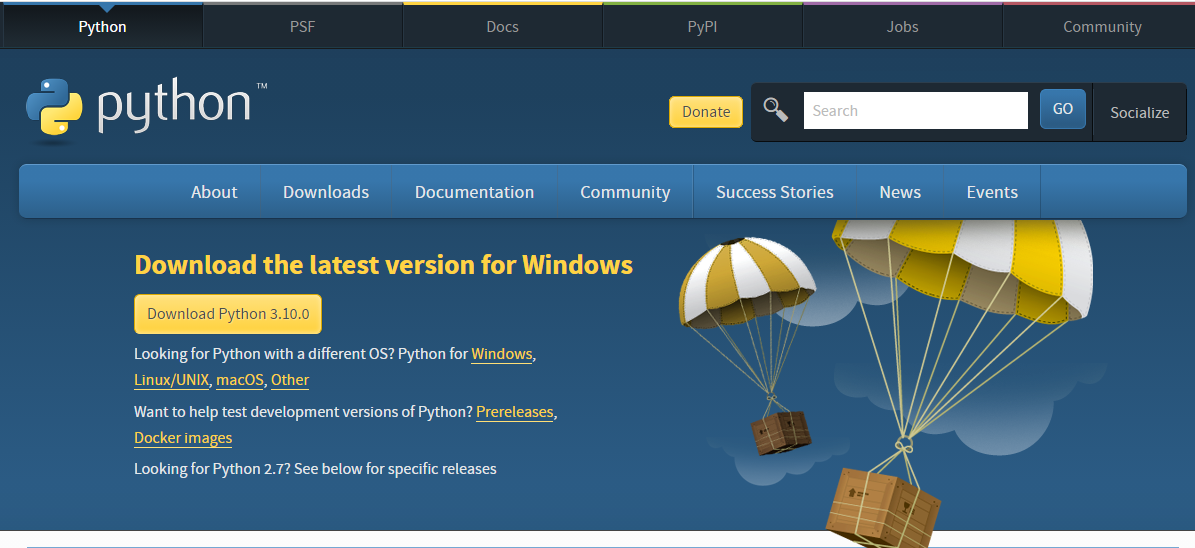 Python PSF Docs PyPI Jobs Community
python™
Donate Search GO Socialize
About Downloads Documentation Community Success Stories News Events
Download the latest version for Windows
Download Python 3.10.0
Looking for Python with a different OS? Python for Windows,
Linux/UNIX, macOS, Other
Want to help test development versions of Python? Prereleases,
Docker images
Looking for Python 2.7? See below for specific releases